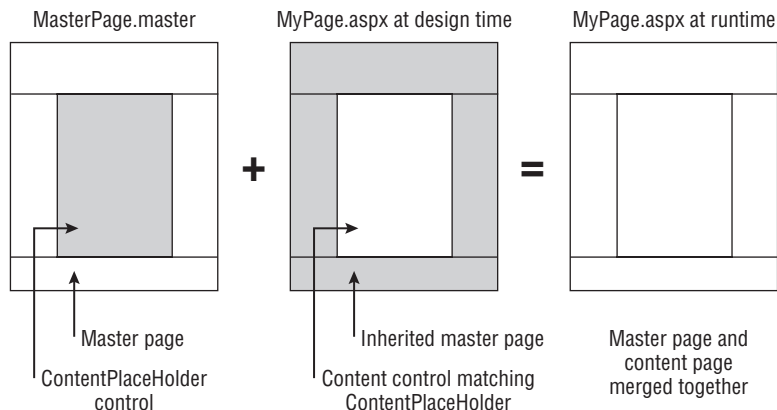 MasterPage.master
MyPage.aspx at design time
MyPage.aspx at runtime
+
=
Master page
ContentPlaceHolder
control
Inherited master page
Content control matching
ContentPlaceHolder
Master page and
content page
merged together